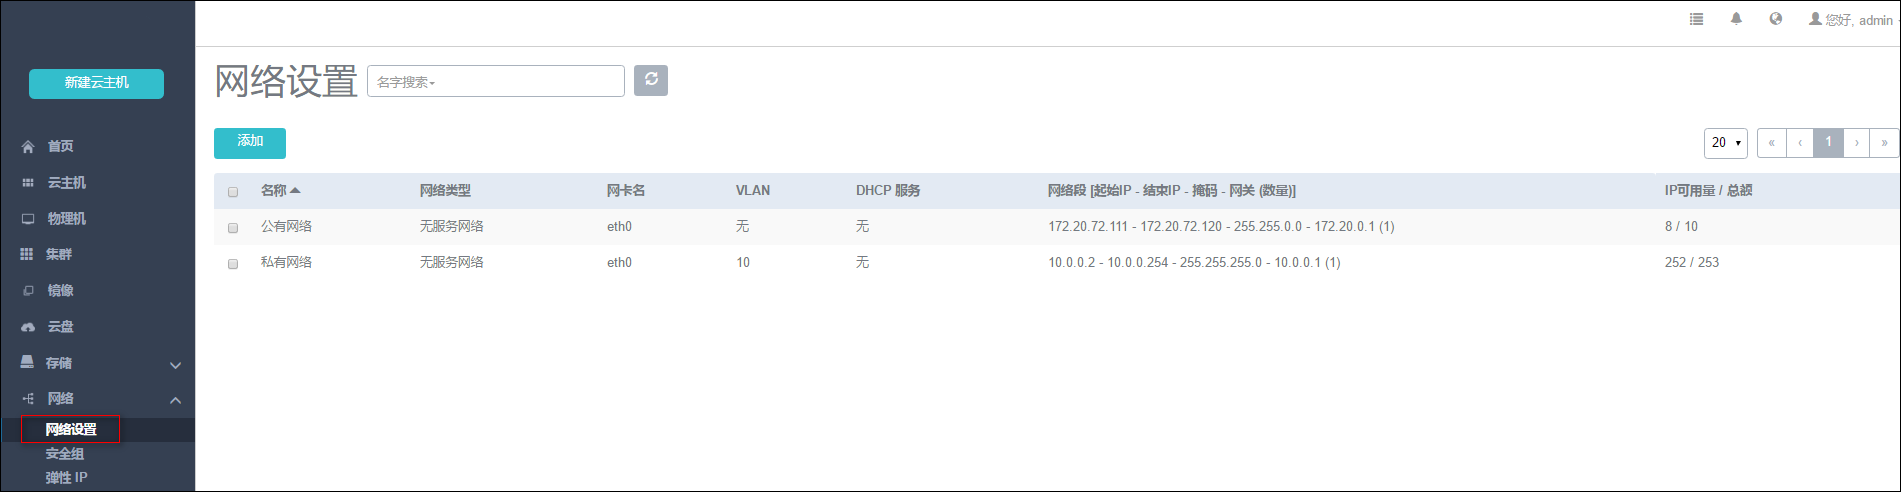 您好, admin
新建云主机
首页
云主机
物理机
集群
镜像
云盘
存储
网络
网络设置
安全组
弹性 IP
网络设置
名字搜索
添加
20
« ‹ 1 › »
名称 网络类型 网卡名 VLAN DHCP 服务 网络段 [起始IP - 结束IP - 掩码 - 网关 (数量)] IP可用量 / 总额
公有网络 无服务网络 eth0 无 无 172.20.72.111 - 172.20.72.120 - 255.255.0.0 - 172.20.0.1 (1) 8 / 10
私有网络 无服务网络 eth0 10 无 10.0.0.2 - 10.0.0.254 - 255.255.255.0 - 10.0.0.1 (1) 252 / 253